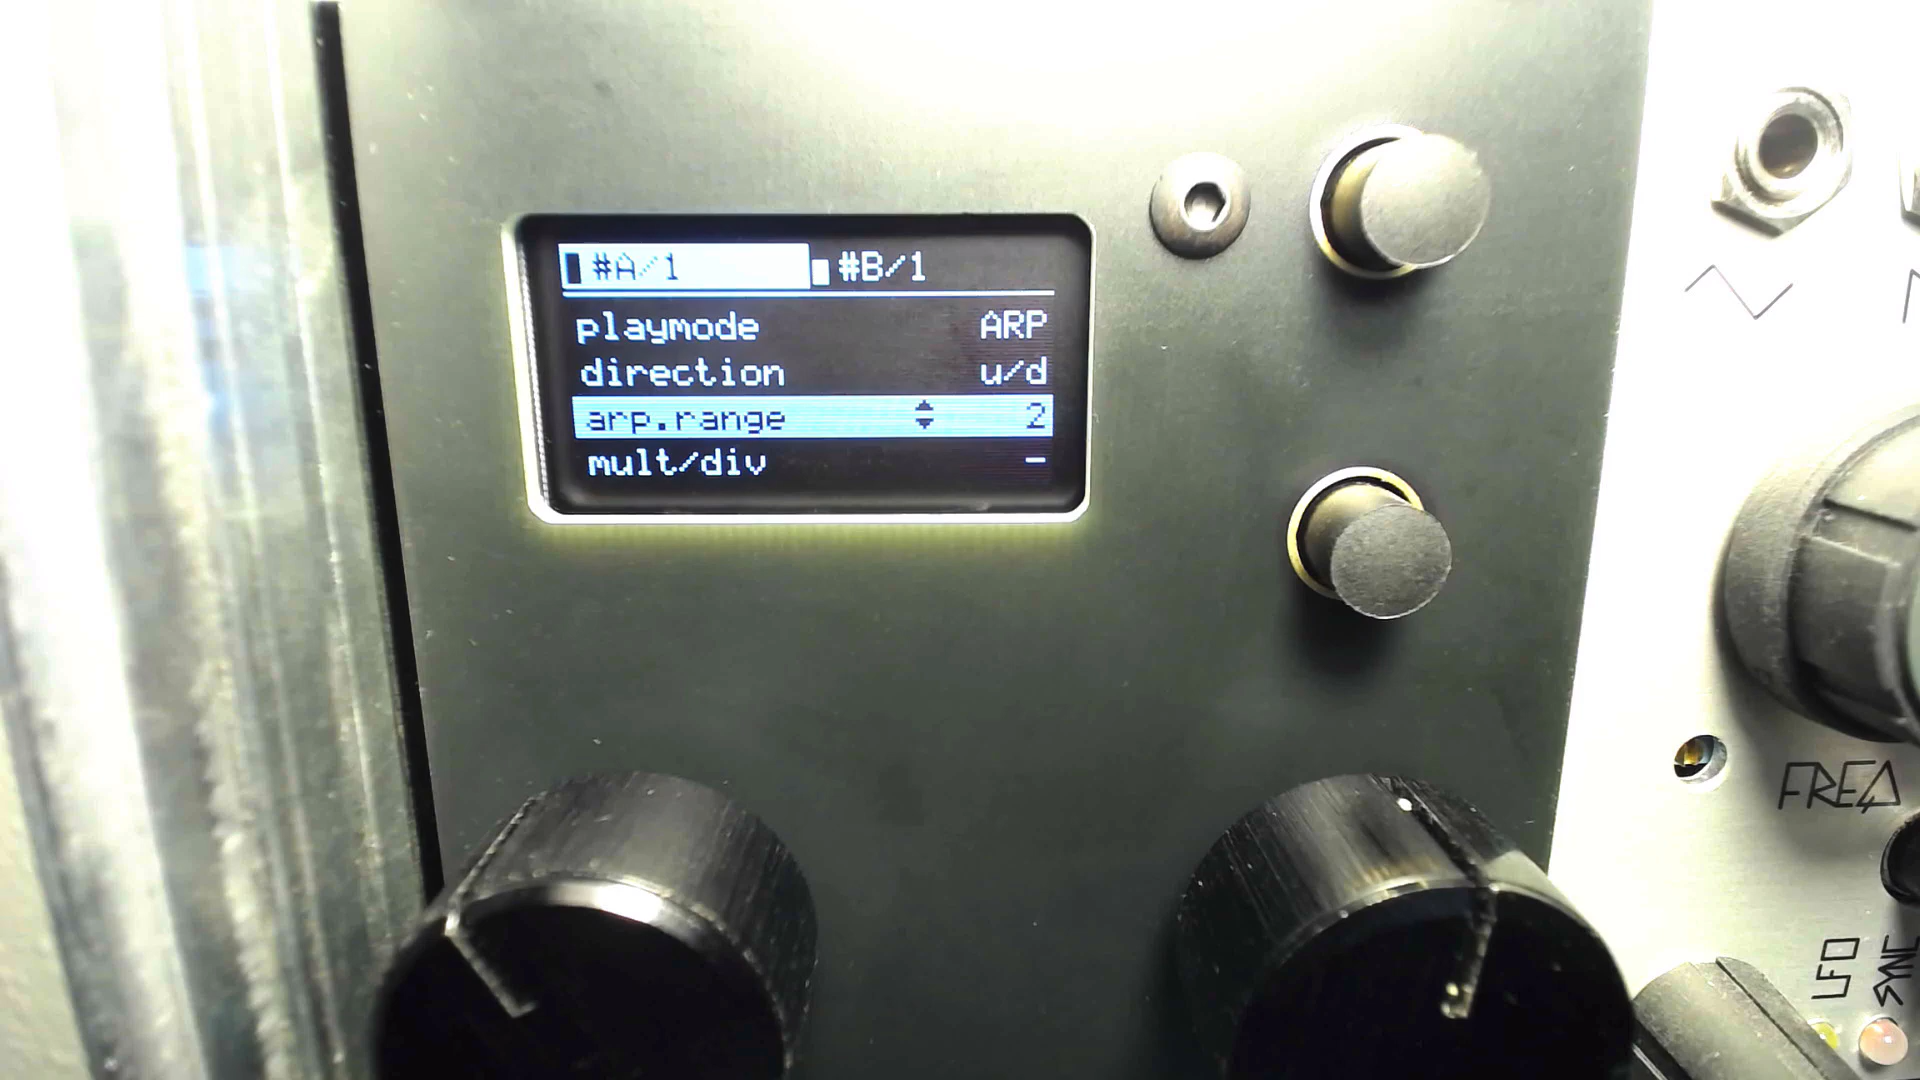 #A/1 #B/1
playmode ARP
direction u/d
arp.range 2
mult/div –
FREQ
LFO
SYNC